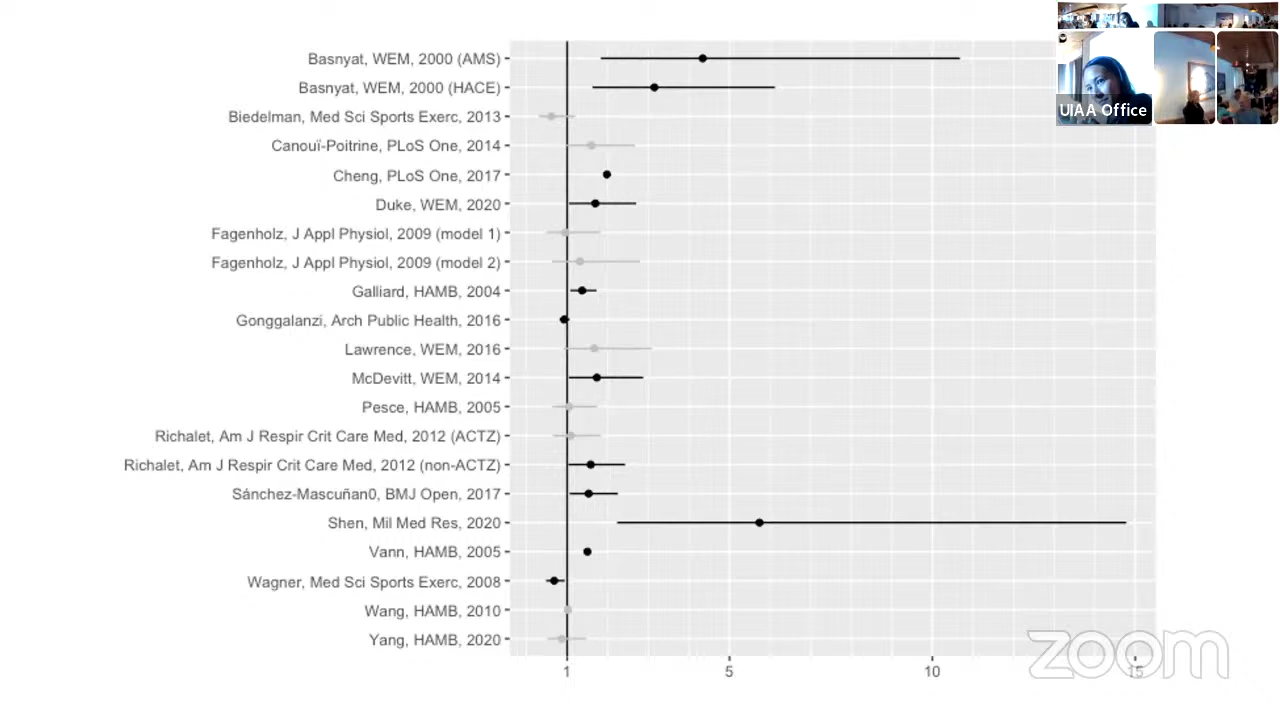 Basnyat, WEM, 2000 (AMS)
Basnyat, WEM, 2000 (HACE)
Biedelman, Med Sci Sports Exerc, 2013
Canouï-Poitrine, PLoS One, 2014
Cheng, PLoS One, 2017
Duke, WEM, 2020
Fagenholz, J Appl Physiol, 2009 (model 1)
Fagenholz, J Appl Physiol, 2009 (model 2)
Galliard, HAMB, 2004
Gonggalanzi, Arch Public Health, 2016
Lawrence, WEM, 2016
McDevitt, WEM, 2014
Pesce, HAMB, 2005
Richalet, Am J Respir Crit Care Med, 2012 (ACTZ)
Richalet, Am J Respir Crit Care Med, 2012 (non-ACTZ)
Sánchez-Mascuñan0, BMJ Open, 2017
Shen, Mil Med Res, 2020
Vann, HAMB, 2005
Wagner, Med Sci Sports Exerc, 2008
Wang, HAMB, 2010
Yang, HAMB, 2020
1 5 10 15
UIAA Office
zoom